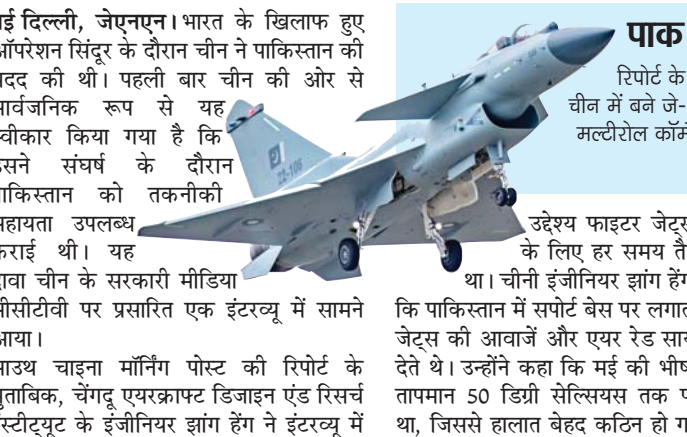 दिल्ली, जेएनएन। भारत के खिलाफ हुए
ऑपरेशन सिंदूर के दौरान चीन ने पाकिस्तान की
मदद की थी। पहली बार चीन की ओर से
सार्वजनिक रूप से यह
स्वीकार किया गया है कि
उसने संघर्ष के दौरान
पाकिस्तान को तकनीकी
सहायता उपलब्ध
कराई थी। यह
दावा चीन के सरकारी मीडिया
सीसीटीवी पर प्रसारित एक इंटरव्यू में सामने
आया।
साउथ चाइना मॉर्निंग पोस्ट की रिपोर्ट के
मुताबिक, चेंगदू एयरक्राफ्ट डिजाइन एंड रिसर्च
इंस्टीट्यूट के इंजीनियर झांग हेंग ने इंटरव्यू में
22-106
पाक
रिपोर्ट के
चीन में बने जे-
मल्टीरोल
उद्देश्य फाइटर जेट्स
के लिए हर समय
था। चीनी इंजीनियर झांग हेंग
कि पाकिस्तान में सपोर्ट बेस पर
जेट्स की आवाजें और एयर रेड
देते थे। उन्होंने कहा कि मई की
तापमान 50 डिग्री सेल्सियस तक
था, जिससे हालात बेहद कठिन हो